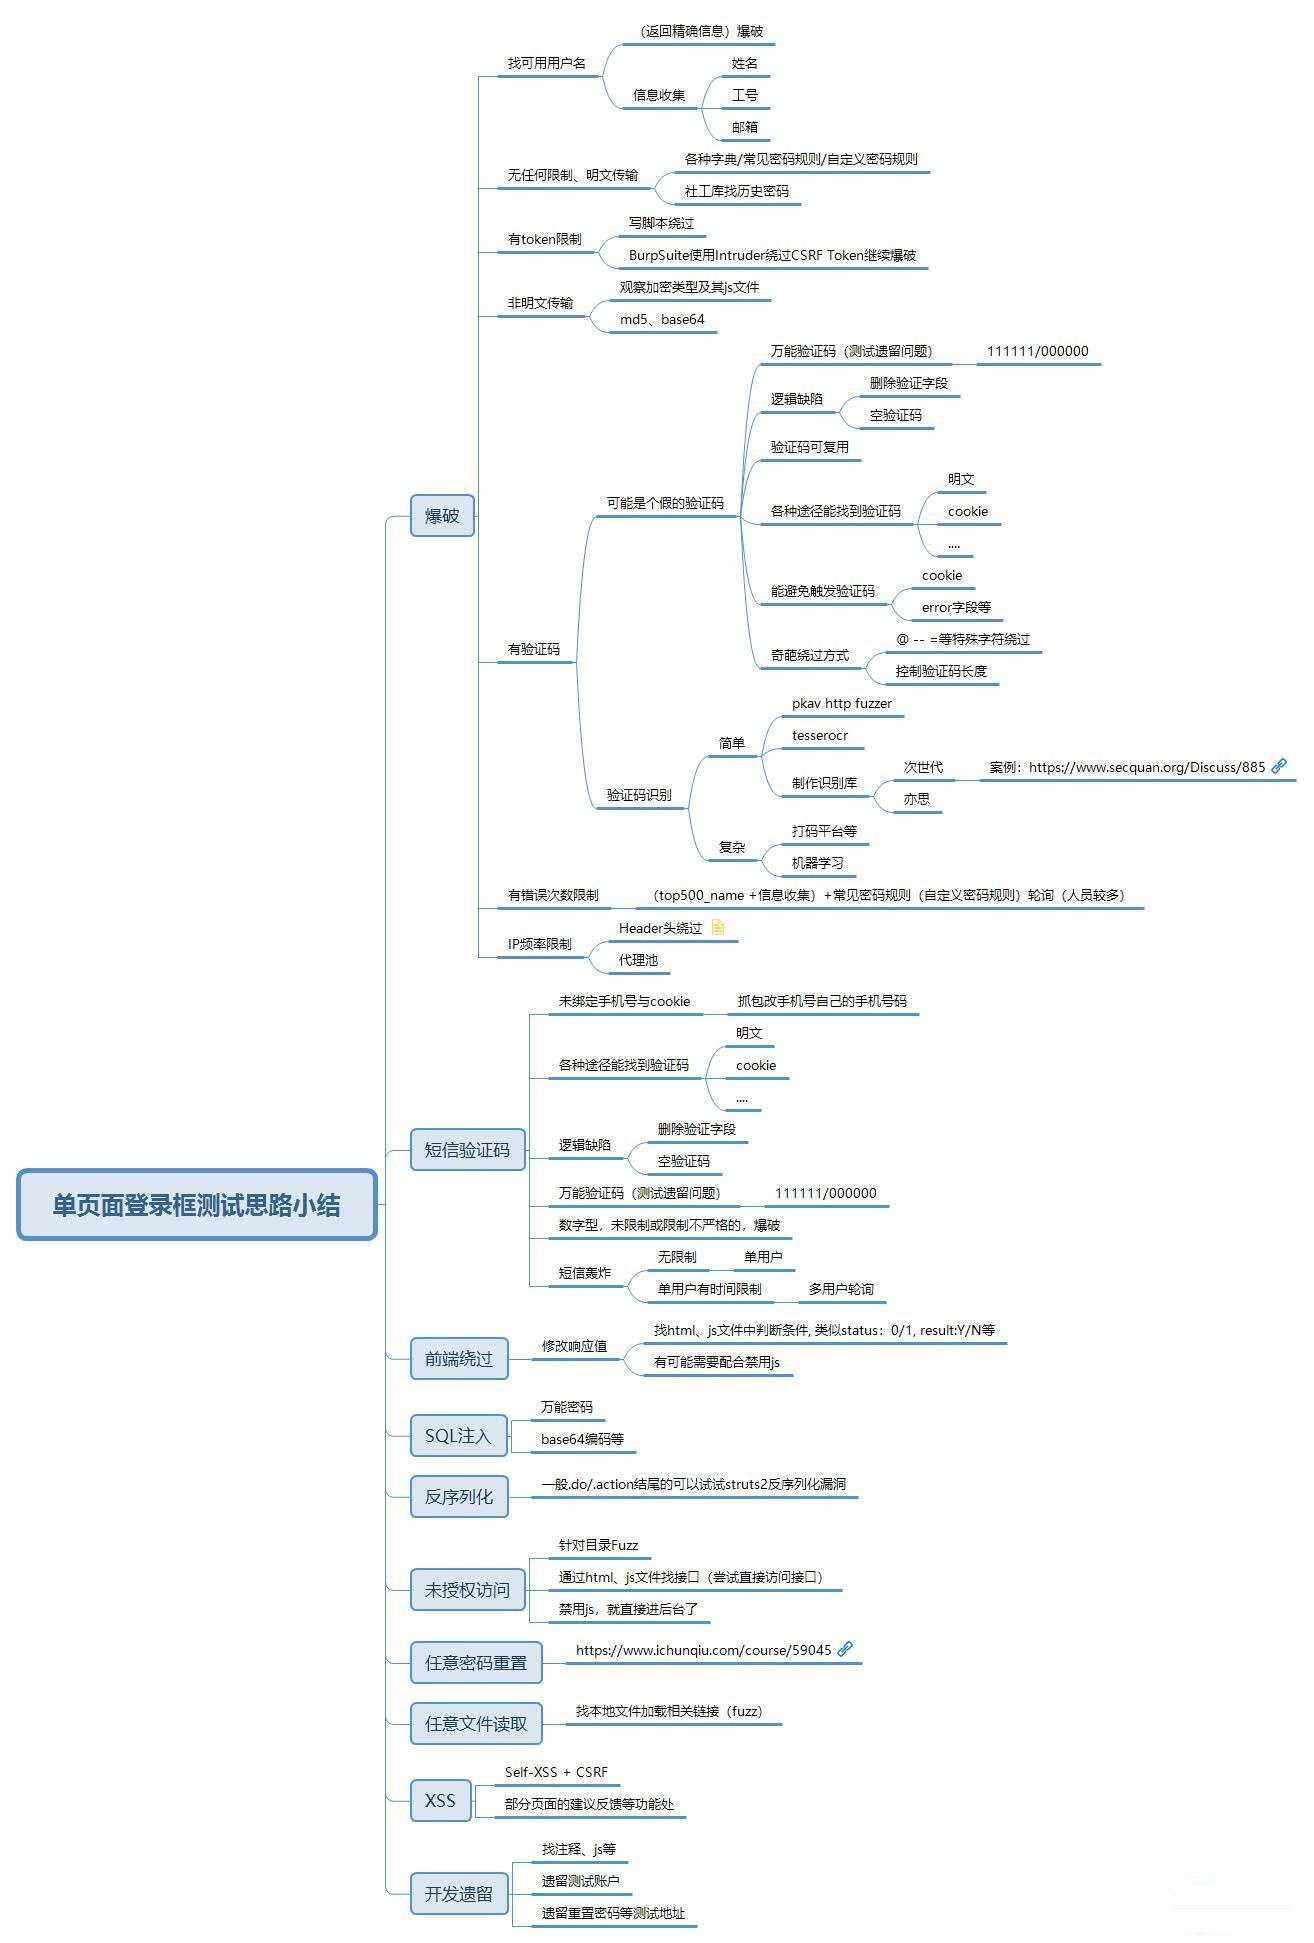 （返回精确信息）爆破
找可用用户名
姓名
信息收集
工号
邮箱
各种字典/常见密码规则/自定义密码规则
无任何限制、明文传输
社工库找历史密码
写脚本绕过
有token限制
BurpSuite使用Intruder绕过CSRF Token继续爆破
观察加密类型及其js文件
非明文传输
md5、base64
万能验证码（测试遗留问题）
111111/000000
删除验证字段
逻辑缺陷
空验证码
验证码可复用
明文
可能是个假的验证码
各种途径能找到验证码
cookie
爆破
....
cookie
能避免触发验证码
error字段等
@ -- =等特殊字符绕过
有验证码
奇葩绕过方式
控制验证码长度
pkav http fuzzer
简单
tesserocr
次世代
案例：https://www.secquan.org/Discuss/885
制作识别库
验证码识别
亦思
打码平台等
复杂
机器学习
有错误次数限制
（top500_name +信息收集）+常见密码规则（自定义密码规则）轮询（人员较多）
Header头绕过
IP频率限制
代理池
未绑定手机号与cookie
抓包改手机号自己的手机号码
明文
各种途径能找到验证码
cookie
....
删除验证字段
短信验证码
逻辑缺陷
空验证码
万能验证码（测试遗留问题）
111111/000000
单页面登录框测试思路小结
数字型，未限制或限制不严格的，爆破
无限制
单用户
短信轰炸
单用户有时间限制
多用户轮询
找html、js文件中判断条件, 类似status：0/1, result:Y/N等
前端绕过
修改响应值
有可能需要配合禁用js
万能密码
SQL注入
base64编码等
反序列化
一般.do/.action结尾的可以试试struts2反序列化漏洞
针对目录Fuzz
未授权访问
通过html、js文件找接口（尝试直接访问接口）
禁用js，就直接进后台了
任意密码重置
https://www.ichunqiu.com/course/59045
任意文件读取
找本地文件加载相关链接（fuzz）
Self-XSS + CSRF
XSS
部分页面的建议反馈等功能处
找注释、js等
开发遗留
遗留测试账户
遗留重置密码等测试地址